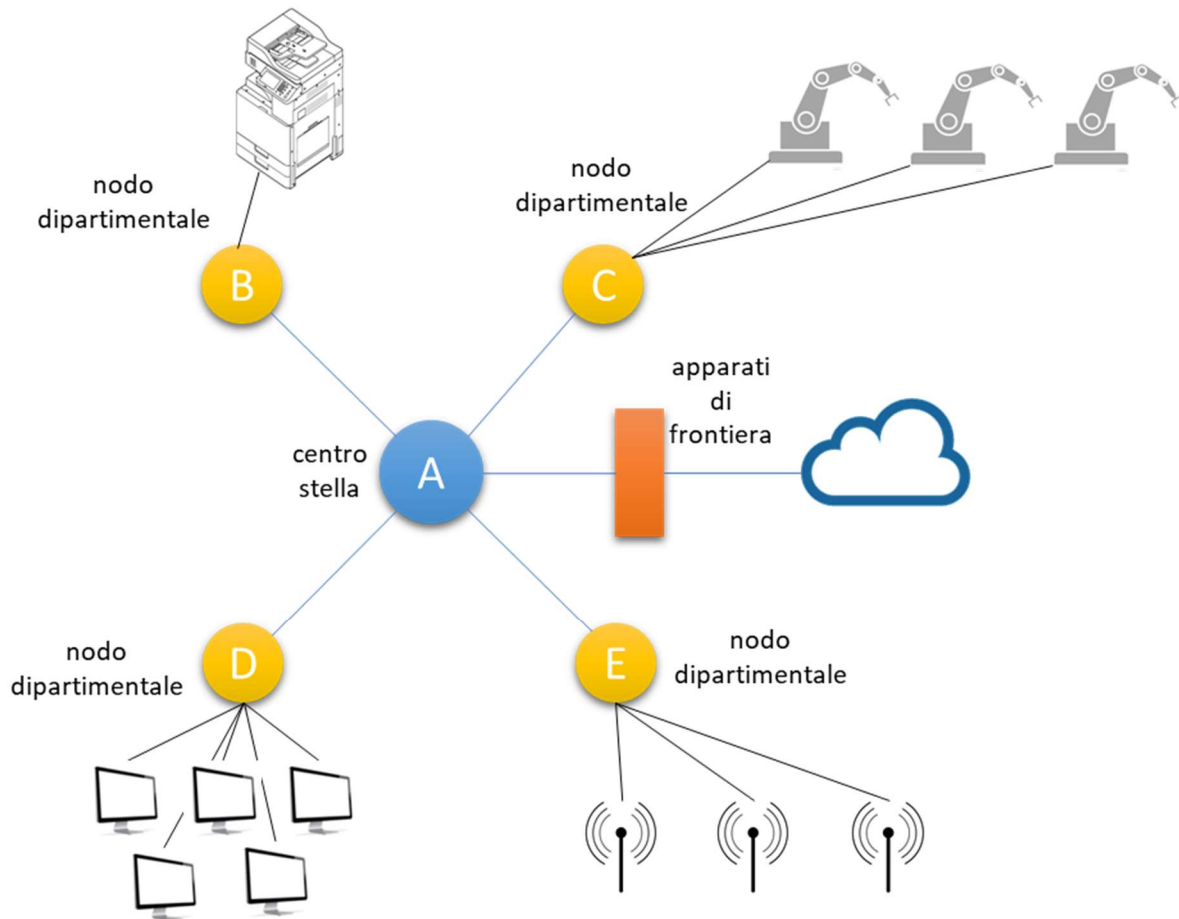 nodo
dipartimentale
B
nodo
dipartimentale
C
apparati
di
frontiera
centro
stella
A
nodo
dipartimentale
D
E
nodo
dipartimentale